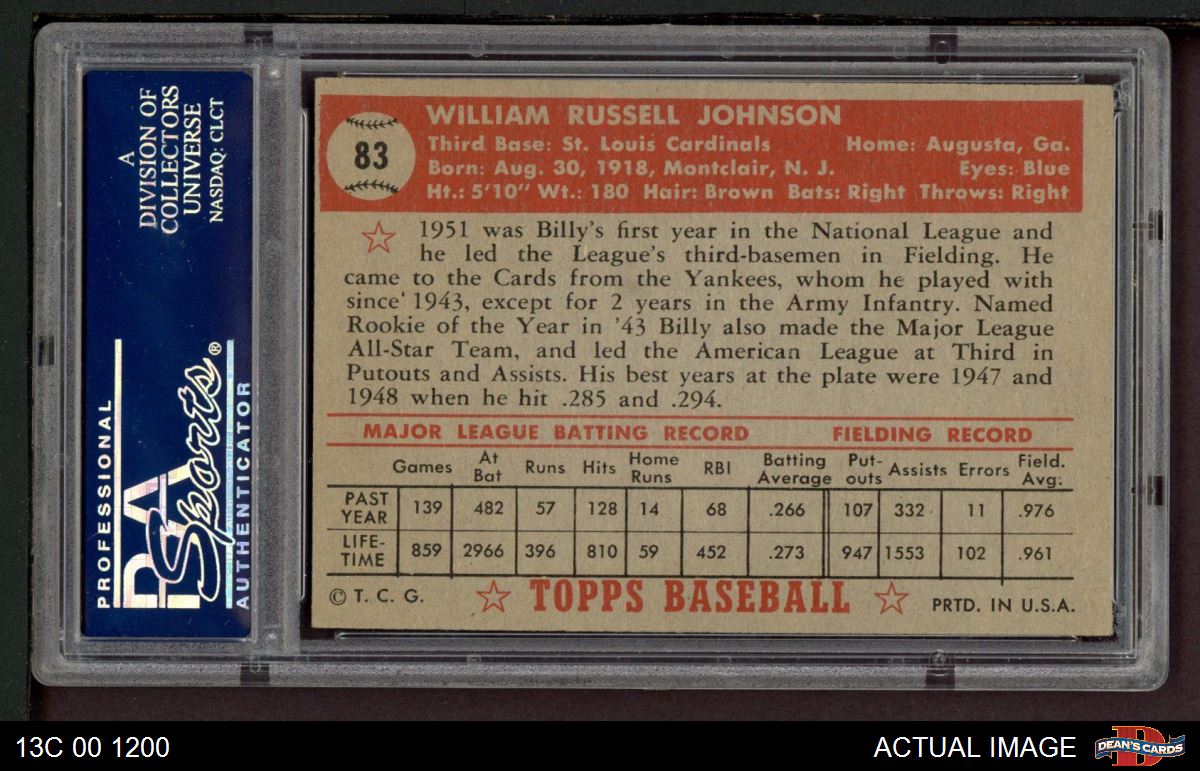 A
DIVISION OF
COLLECTORS
UNIVERSE
NASDAQ: CLCT
PROFESSIONAL
PSA
Sports®
AUTHENTICATOR
83
WILLIAM RUSSELL JOHNSON
Third Base: St. Louis Cardinals Home: Augusta, Ga.
Born: Aug. 30, 1918, Montclair, N. J. Eyes: Blue
Ht.: 5'10" Wt.: 180 Hair: Brown Bats: Right Throws: Right
1951 was Billy's first year in the National League and
he led the League's third-basemen in Fielding. He
came to the Cards from the Yankees, whom he played with
since 1943, except for 2 years in the Army Infantry. Named
Rookie of the Year in '43 Billy also made the Major League
All-Star Team, and led the American League at Third in
Putouts and Assists. His best years at the plate were 1947 and
1948 when he hit .285 and .294.
MAJOR LEAGUE BATTING RECORD FIELDING RECORD
Games At Bat Runs Hits Home Runs RBI Batting Average Put-outs Assists Errors Field. Avg.
PAST YEAR 139 482 57 128 14 68 .266 107 332 11 .976
LIFE-TIME 859 2966 396 810 59 452 .273 947 1553 102 .961
© T. C. G. TOPPS BASEBALL PRTD. IN U.S.A.
13C 00 1200
ACTUAL IMAGE
D
DEAN'S CARDS